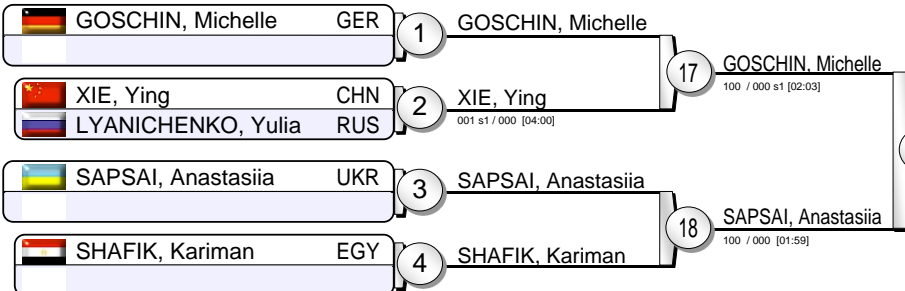 GOSCHIN, Michelle GER
1
GOSCHIN, Michelle
XIE, Ying CHN
LYANICHENKO, Yulia RUS
2
XIE, Ying
001 s1 / 000 [04:00]
17
GOSCHIN, Michelle
100 / 000 s1 [02:03]
SAPSAI, Anastasiia UKR
3
SAPSAI, Anastasiia
SHAFIK, Kariman EGY
4
SHAFIK, Kariman
18
SAPSAI, Anastasiia
100 / 000 [01:59]